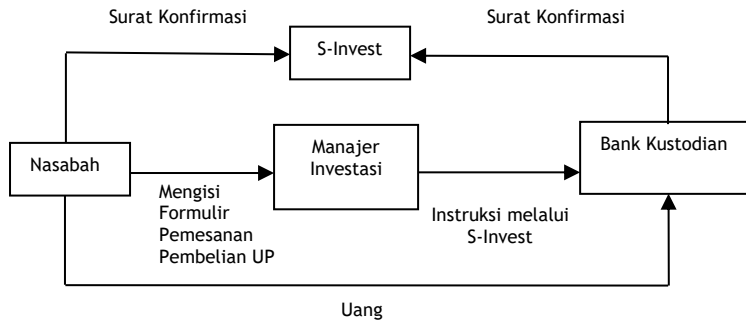 Surat Konfirmasi
Surat Konfirmasi
S-Invest
Nasabah
Manajer
Investasi
Bank Kustodian
Mengisi
Formulir
Pemesanan
Pembelian UP
Instruksi melalui
S-Invest
Uang